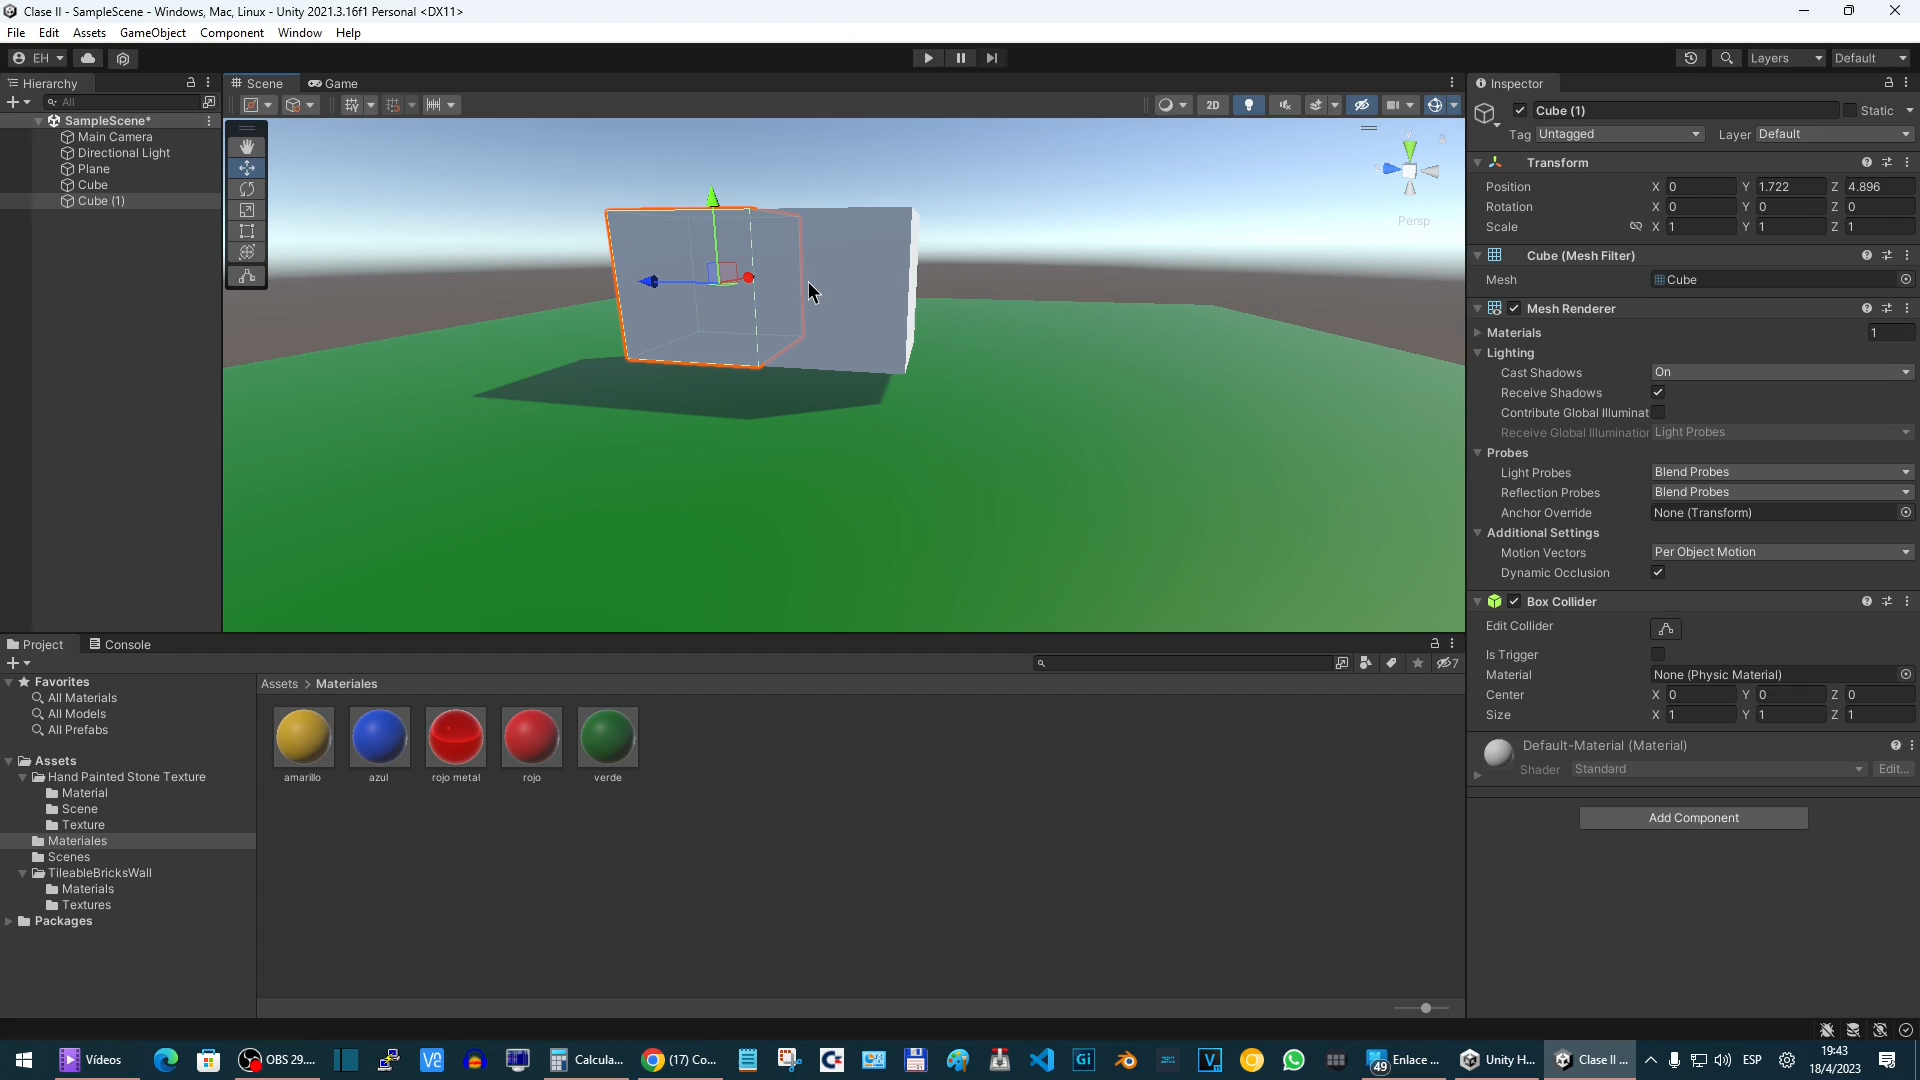 Clase II - SampleScene - Windows, Mac, Linux - Unity 2021.3.16f1 Personal <DX11>
File Edit Assets GameObject Component Window Help
EH Layers Default
Hierarchy
All
SampleScene*
Main Camera
Directional Light
Plane
Cube
Cube (1)
Scene Game
2D
y
Persp
Inspector
Cube (1) Static
Tag Untagged Layer Default
Transform
Position X 0 Y 1.722 Z 4.896
Rotation X 0 Y 0 Z 0
Scale X 1 Y 1 Z 1
Cube (Mesh Filter)
Mesh Cube
Mesh Renderer
Materials 1
Lighting
Cast Shadows On
Receive Shadows
Contribute Global Illuminat
Receive Global Illumination Light Probes
Probes
Light Probes Blend Probes
Reflection Probes Blend Probes
Anchor Override None (Transform)
Additional Settings
Motion Vectors Per Object Motion
Dynamic Occlusion
Box Collider
Edit Collider
Is Trigger
Material None (Physic Material)
Center X 0 Y 0 Z 0
Size X 1 Y 1 Z 1
Default-Material (Material)
Shader Standard Edit...
Add Component
Project Console
7
Favorites
All Materials
All Models
All Prefabs
Assets
Hand Painted Stone Texture
Material
Scene
Texture
Materiales
Scenes
TileableBricksWall
Materials
Textures
Packages
Assets > Materiales
amarillo azul rojo metal rojo verde
Vídeos OBS 29.... Calcula... (17) Co... Gi 49 Enlace ... Unity H... Clase II ... ESP
19:43
18/4/2023